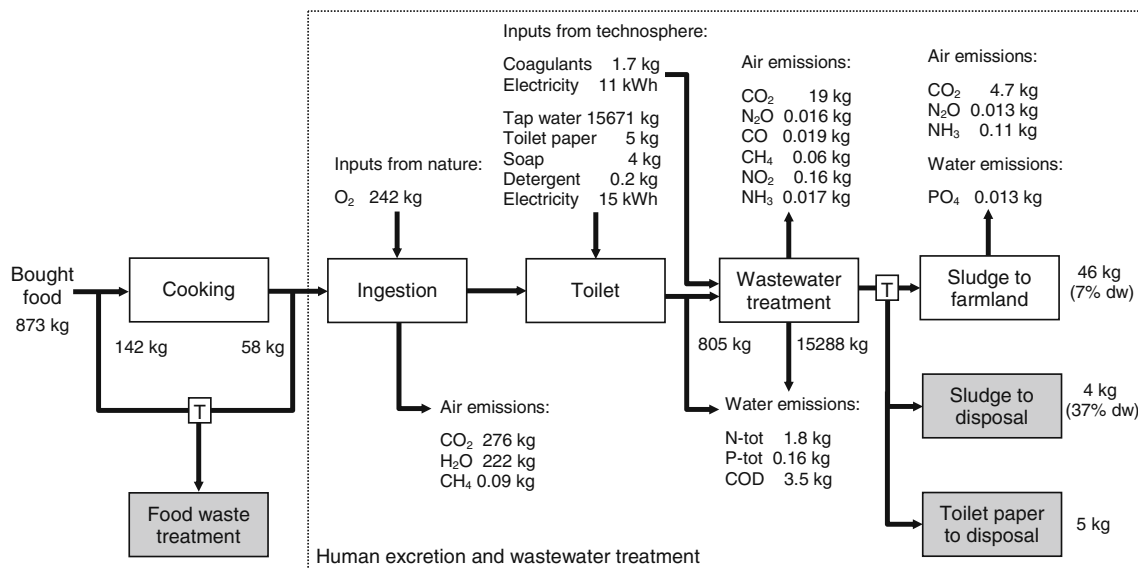 Inputs from technosphere:
Coagulants 1.7 kg
Electricity 11 kWh
Tap water 15671 kg
Toilet paper 5 kg
Soap 4 kg
Detergent 0.2 kg
Electricity 15 kWh
Air emissions:
CO₂ 19 kg
N₂O 0.016 kg
CO 0.019 kg
CH₄ 0.06 kg
NO₂ 0.16 kg
NH₃ 0.017 kg
Air emissions:
CO₂ 4.7 kg
N₂O 0.013 kg
NH₃ 0.11 kg
Water emissions:
PO₄ 0.013 kg
Inputs from nature:
O₂ 242 kg
Bought
food
873 kg
Cooking
Ingestion
Toilet
Wastewater
treatment
T
Sludge to
farmland
46 kg
(7% dw)
142 kg
58 kg
805 kg
15288 kg
T
Air emissions:
CO₂ 276 kg
H₂O 222 kg
CH₄ 0.09 kg
Water emissions:
N-tot 1.8 kg
P-tot 0.16 kg
COD 3.5 kg
Sludge to
disposal
4 kg
(37% dw)
Food waste
treatment
Toilet paper
to disposal
5 kg
Human excretion and wastewater treatment